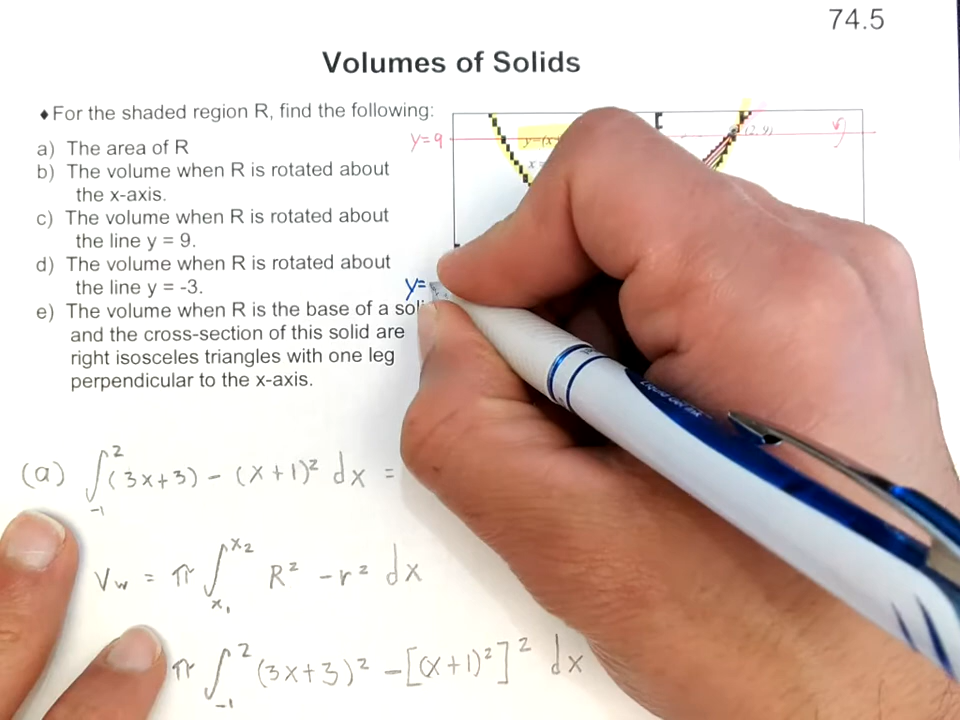 74.5
Volumes of Solids
♦ For the shaded region R, find the following:
a) The area of R
b) The volume when R is rotated about
the x-axis.
c) The volume when R is rotated about
the line y = 9.
d) The volume when R is rotated about
the line y = -3.
e) The volume when R is the base of a soli
and the cross-section of this solid are
right isosceles triangles with one leg
perpendicular to the x-axis.
y=9
(2,9)
y=
(a) ∫₋₁² (3x+3) - (x+1)² dx =
V_w = π ∫_{x₁}^{x₂} R² - r² dx
π ∫₋₁² (3x+3)² - [(x+1)²]² dx